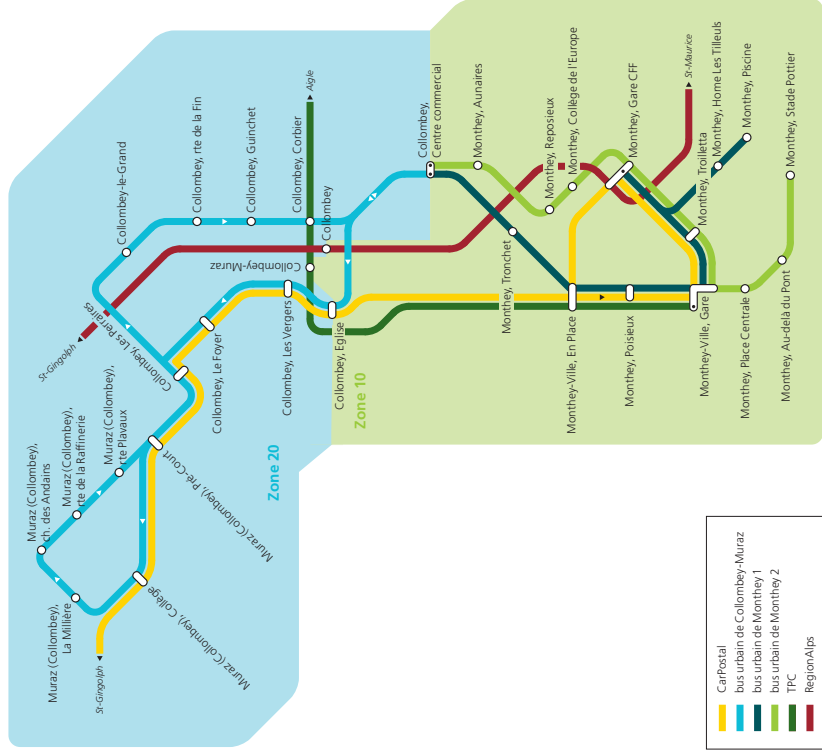 St-Gingolph
Collombey-le-Grand
Collombey, rte de la Fin
Collombey, Guinchet
Collombey, Corbier
Aigle
Collombey
Collombey-Muraz
Collombey, Les Perraires
Collombey, Le Foyer
Collombey, Les Vergers
Collombey, Eglise
Collombey,
Centre commercial
Muraz (Collombey),
rte Plavaux
Muraz (Collombey),
rte de la Raffinerie
Muraz (Collombey),
ch. des Andains
Muraz (Collombey),
La Millière
Muraz (Collombey), Pré-Court
Muraz (Collombey), Collège
St-Gingolph
Zone 20
Zone 10
Monthey, Aunaires
Monthey, Reposieux
Monthey, Collège de l'Europe
Monthey, Gare CFF
St-Maurice
Monthey, Tronchet
Monthey-Ville, En Place
Monthey, Poisieux
Monthey-Ville, Gare
Monthey, Troilletta
Monthey, Home Les Tilleuls
Monthey, Piscine
Monthey, Place Centrale
Monthey, Au-delà du Pont
Monthey, Stade Pottier
CarPostal
bus urbain de Collombey-Muraz
bus urbain de Monthey 1
bus urbain de Monthey 2
TPC
RegionAlps